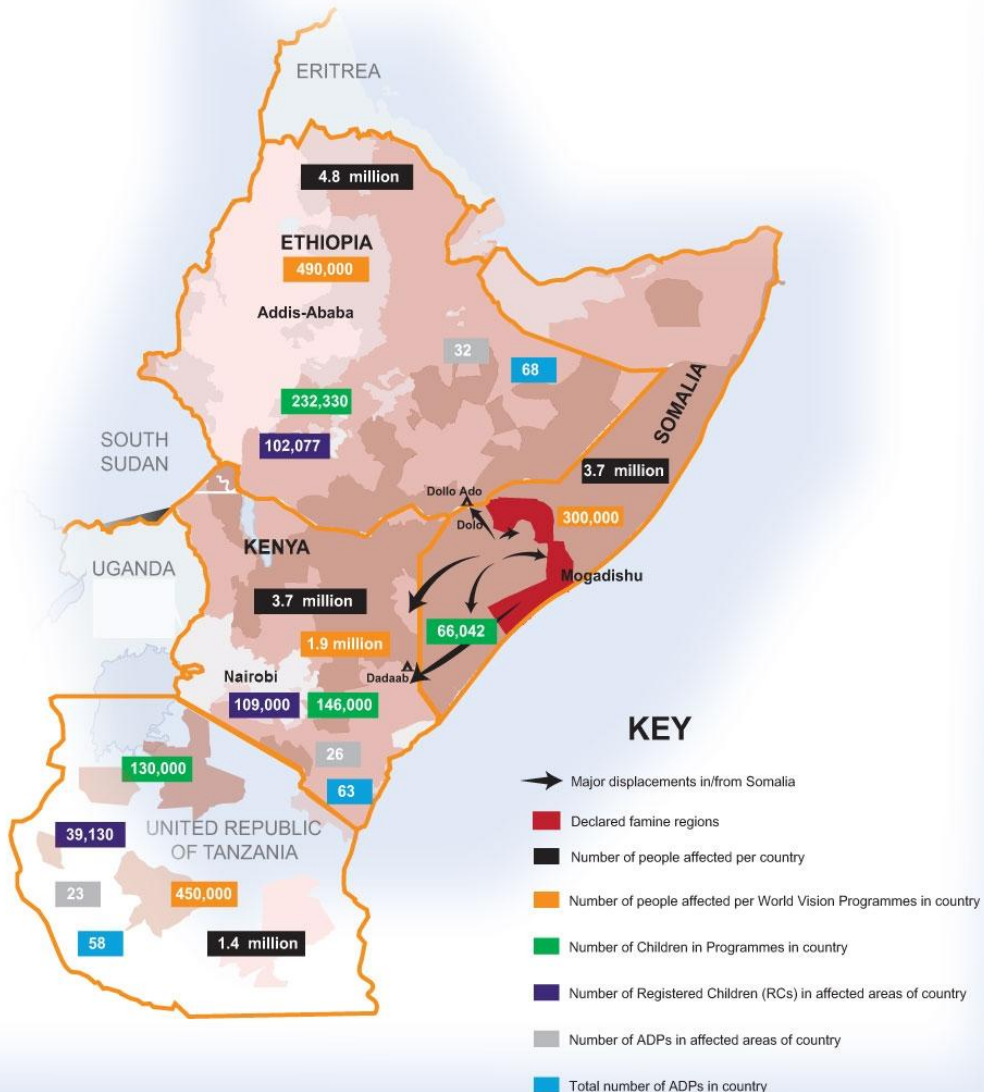 ERITREA
4.8 million
ETHIOPIA
490,000
Addis-Ababa
32
68
232,330
102,077
SOUTH
SUDAN
SOMALIA
3.7 million
Dollo Ado
Dolo
300,000
KENYA
UGANDA
Mogadishu
3.7 million
66,042
1.9 million
Nairobi
Dadaab
109,000
146,000
26
63
130,000
39,130
UNITED REPUBLIC
OF TANZANIA
23
450,000
58
1.4 million
KEY
Major displacements in/from Somalia
Declared famine regions
Number of people affected per country
Number of people affected per World Vision Programmes in country
Number of Children in Programmes in country
Number of Registered Children (RCs) in affected areas of country
Number of ADPs in affected areas of country
Total number of ADPs in country